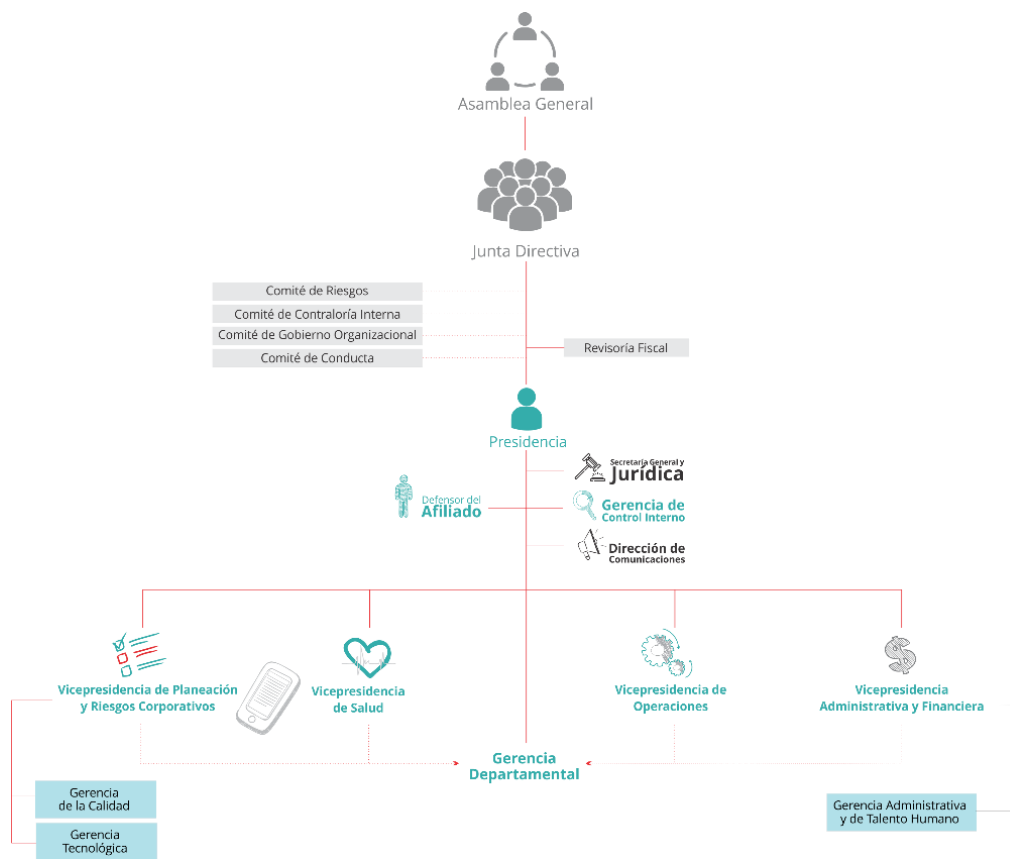 Asamblea General
Junta Directiva
Comité de Riesgos
Comité de Contraloría Interna
Comité de Gobierno Organizacional
Comité de Conducta
Revisoría Fiscal
Presidencia
Secretaría General y
Jurídica
Defensor del
Afiliado
Gerencia de
Control Interno
Dirección de
Comunicaciones
Vicepresidencia de Planeación
y Riesgos Corporativos
Vicepresidencia
de Salud
Vicepresidencia de
Operaciones
Vicepresidencia
Administrativa y Financiera
Gerencia
Departamental
Gerencia
de la Calidad
Gerencia
Tecnológica
Gerencia Administrativa
y de Talento Humano